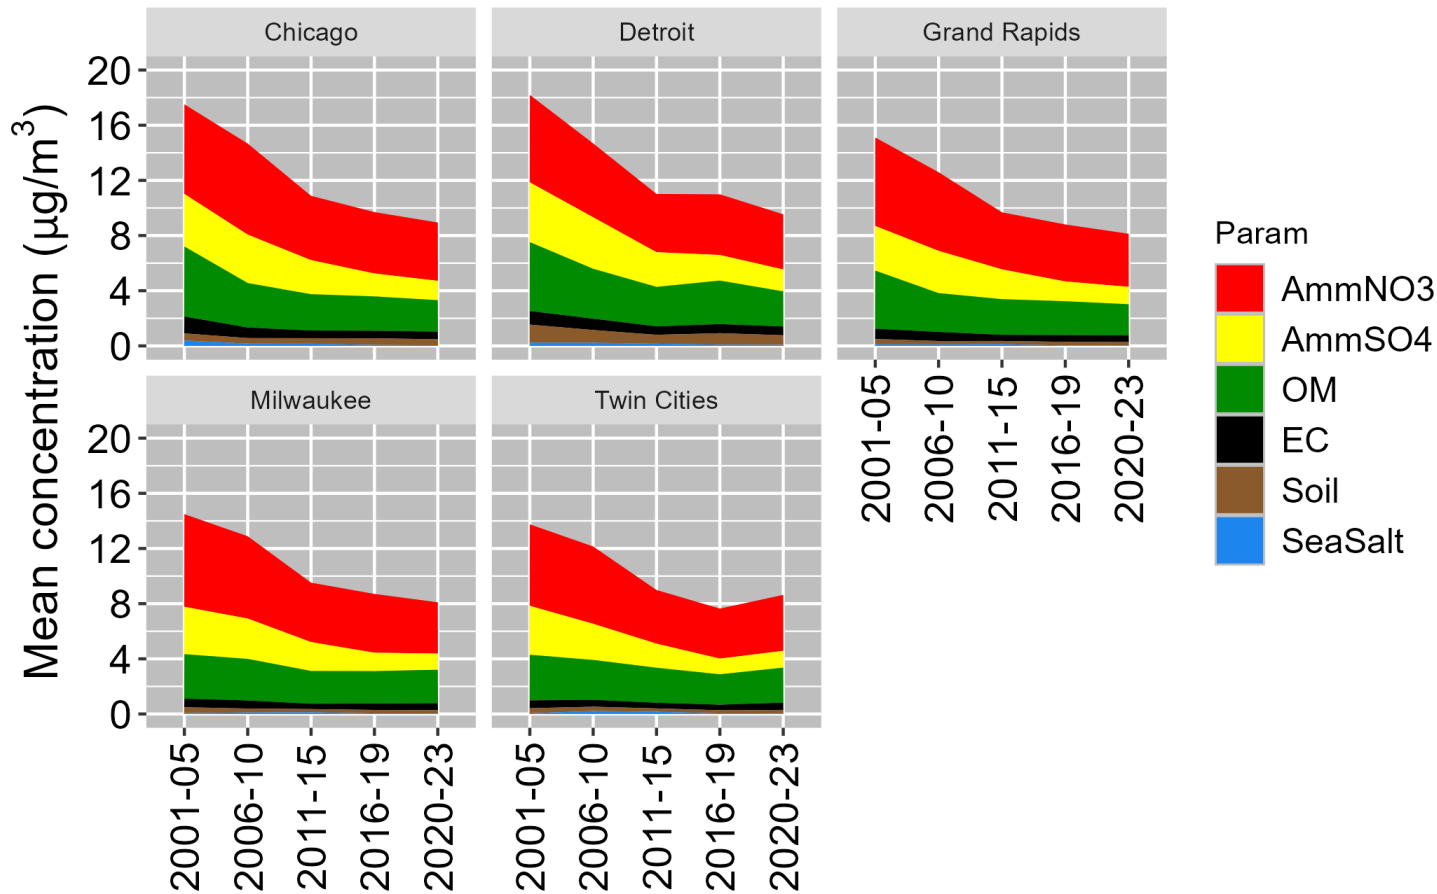 Chicago
Detroit
Grand Rapids
20
16
12
8
4
0
Mean concentration (µg/m³)
2001-05
2006-10
2011-15
2016-19
2020-23
Milwaukee
Twin Cities
20
16
12
8
4
0
2001-05
2006-10
2011-15
2016-19
2020-23
2001-05
2006-10
2011-15
2016-19
2020-23
Param
AmmNO3
AmmSO4
OM
EC
Soil
SeaSalt